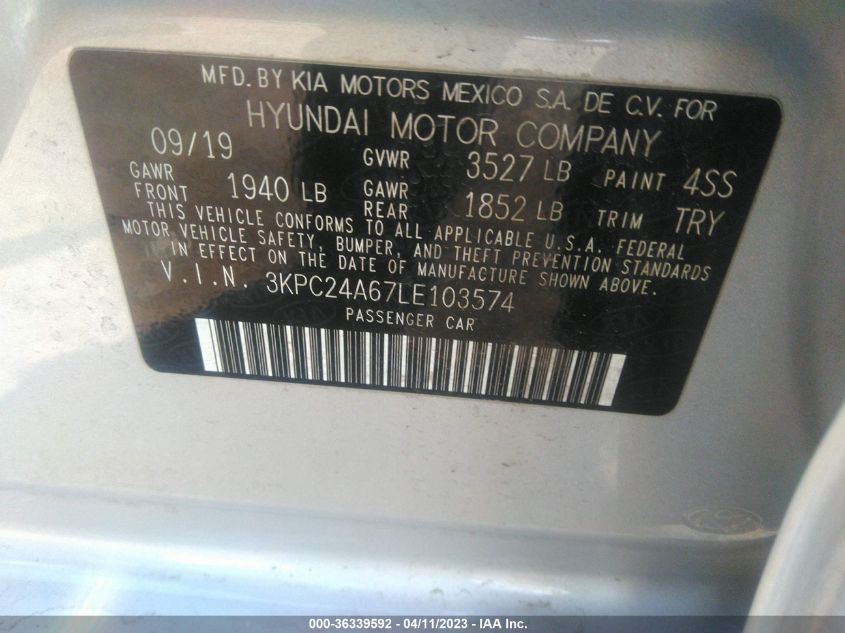 MFD. BY KIA MOTORS MEXICO S.A. DE C.V. FOR
HYUNDAI MOTOR COMPANY
09/19 GVWR 3527 LB PAINT 4SS
GAWR FRONT 1940 LB GAWR REAR 1852 LB TRIM TRY
THIS VEHICLE CONFORMS TO ALL APPLICABLE U.S.A. FEDERAL
MOTOR VEHICLE SAFETY, BUMPER, AND THEFT PREVENTION STANDARDS
IN EFFECT ON THE DATE OF MANUFACTURE SHOWN ABOVE.
V.I.N. 3KPC24A67LE103574
PASSENGER CAR
000-36339592 - 04/11/2023 - IAA Inc.